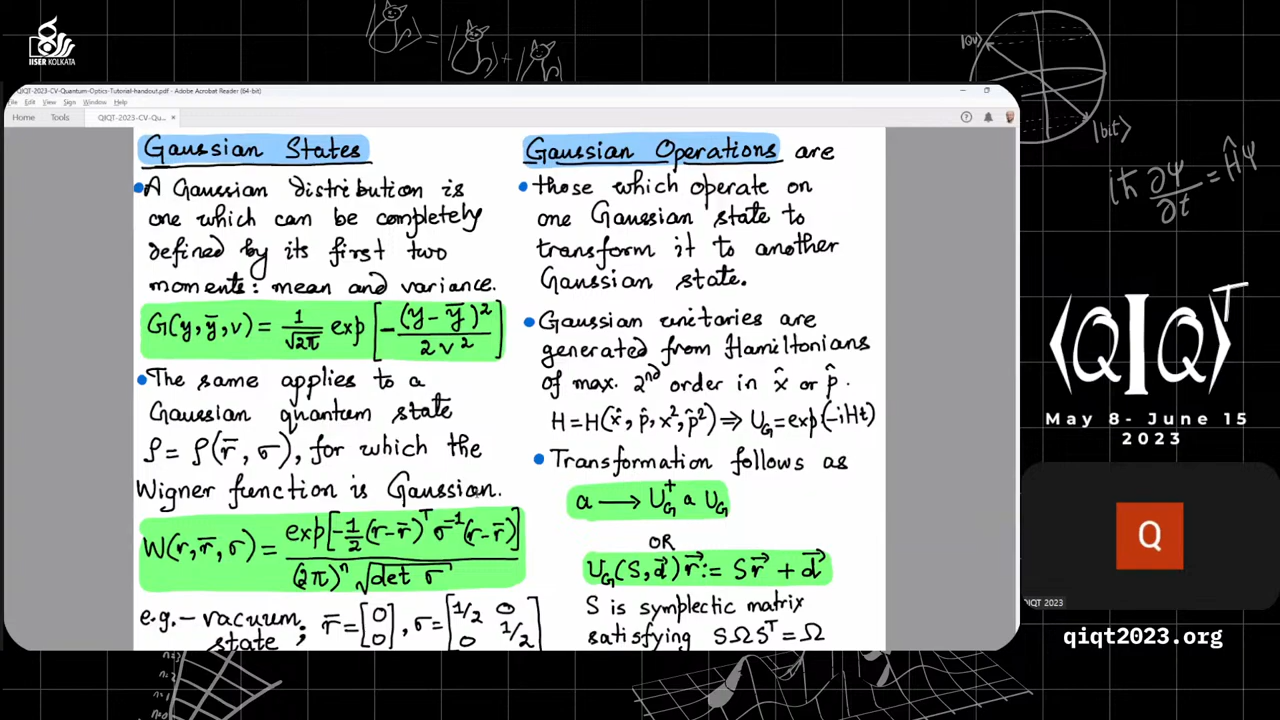 IISER KOLKATA
QIQT-2023-CV-Quantum-Optics-Tutorial-handout.pdf - Adobe Acrobat Reader (64-bit)
File Edit View Sign Window Help
Home Tools QIQT-2023-CV-Qu... ×
Gaussian States
• A Gaussian distribution is
one which can be completely
defined by its first two
moments: mean and variance.
G(y, ȳ, v) = 1/√2π exp[-(y-ȳ)²/2v²]
• The same applies to a
Gaussian quantum state
ρ = ρ(r̄, σ), for which the
Wigner function is Gaussian.
W(r, r̄, σ) = exp[-1/2 (r-r̄)ᵀ σ⁻¹ (r-r̄)] / (2π)ⁿ √det σ
e.g.- vacuum state; r̄ = [0 0], σ = [1/2 0 0 1/2]
Gaussian Operations are
• those which operate on
one Gaussian state to
transform it to another
Gaussian state.
• Gaussian unitaries are
generated from Hamiltonians
of max. 2nd order in x̂ or p̂.
H = H(x̂, p̂, x², p²) ⇒ U_G = exp(-iHt)
• Transformation follows as
a → U_G† a U_G
OR
U_G(S, d⃗) r⃗ := S r⃗ + d⃗
S is symplectic matrix
satisfying SΩSᵀ = Ω
|0⟩
|bit⟩
iħ ∂ψ/∂t = Ĥψ
⟨Q|Q⟩ᵀ
May 8- June 15
2023
Q
QIQT 2023
qiqt2023.org
n=3
n=2
n=1
n=0